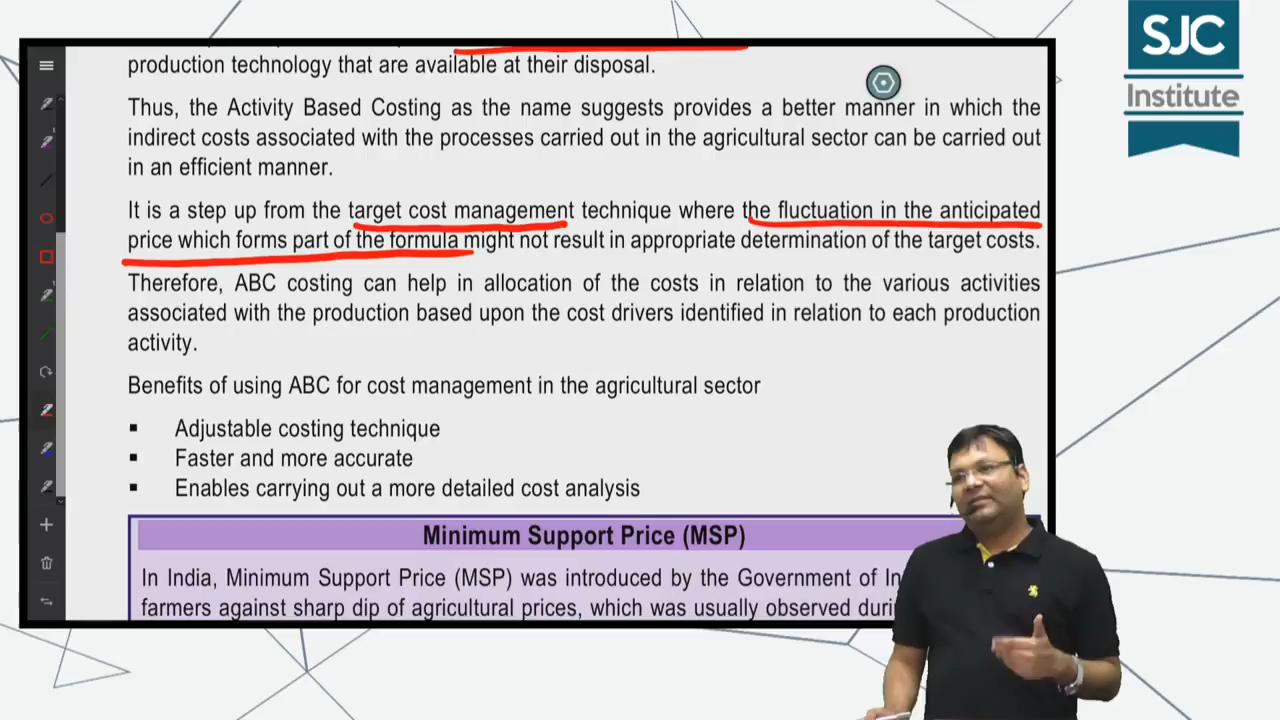 SJC
Institute
production technology that are available at their disposal.
Thus, the Activity Based Costing as the name suggests provides a better manner in which the
indirect costs associated with the processes carried out in the agricultural sector can be carried out
in an efficient manner.
It is a step up from the target cost management technique where the fluctuation in the anticipated
price which forms part of the formula might not result in appropriate determination of the target costs.
Therefore, ABC costing can help in allocation of the costs in relation to the various activities
associated with the production based upon the cost drivers identified in relation to each production
activity.
Benefits of using ABC for cost management in the agricultural sector
▪ Adjustable costing technique
▪ Faster and more accurate
▪ Enables carrying out a more detailed cost analysis
Minimum Support Price (MSP)
In India, Minimum Support Price (MSP) was introduced by the Government of
farmers against sharp dip of agricultural prices, which was usually observed